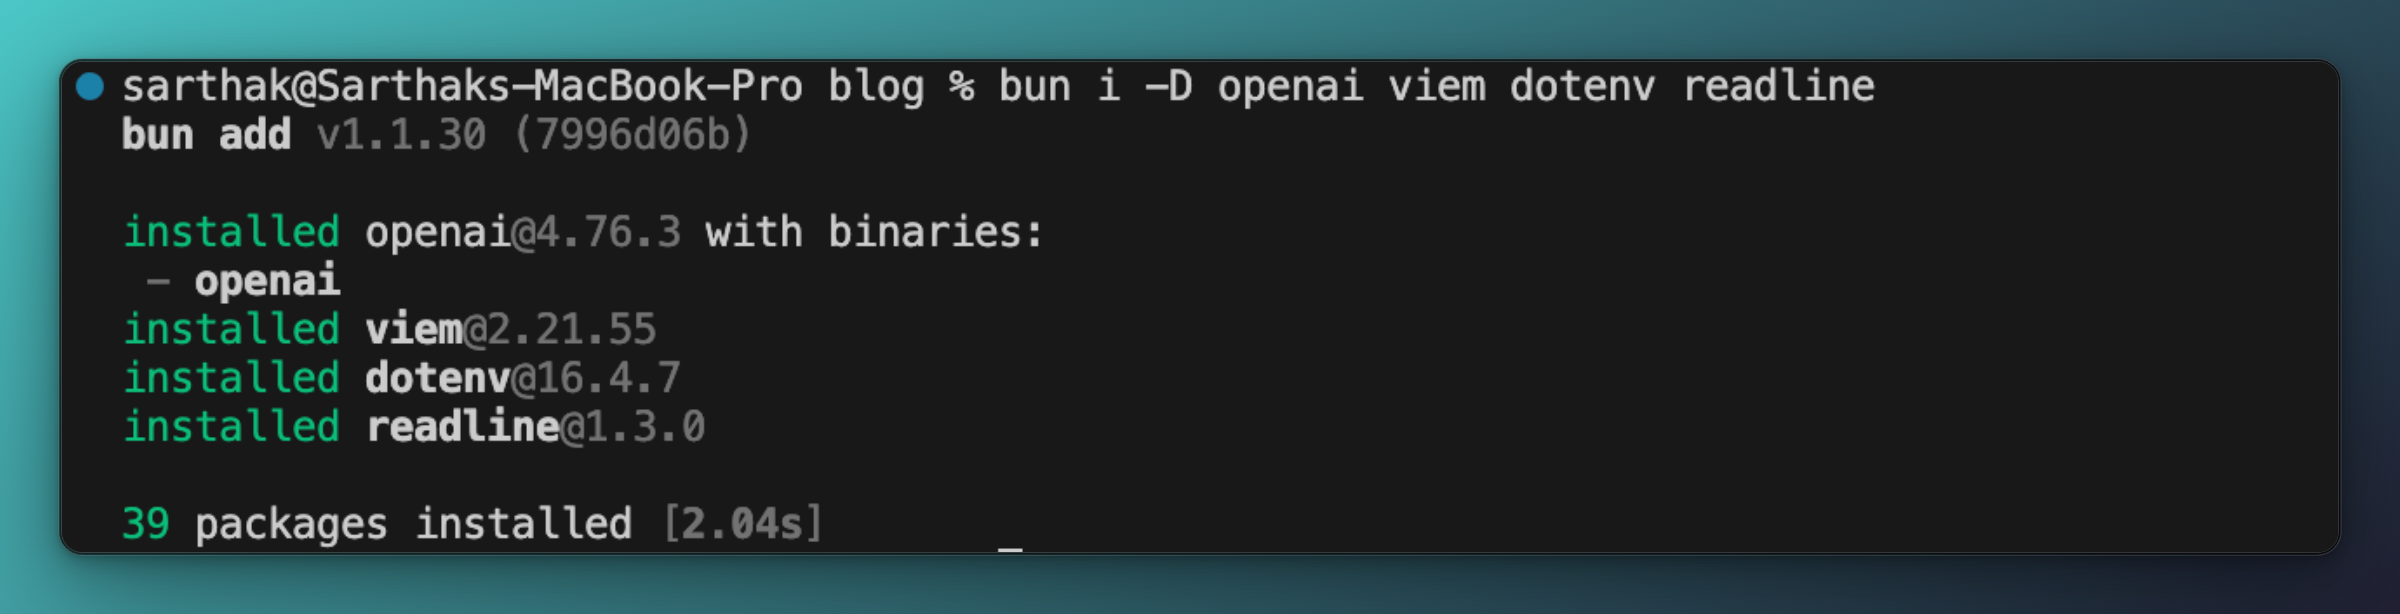 sarthak@Sarthaks-MacBook-Pro blog % bun i -D openai viem dotenv readline
bun add v1.1.30 (7996d06b)
installed openai@4.76.3 with binaries:
- openai
installed viem@2.21.55
installed dotenv@16.4.7
installed readline@1.3.0
39 packages installed [2.04s]